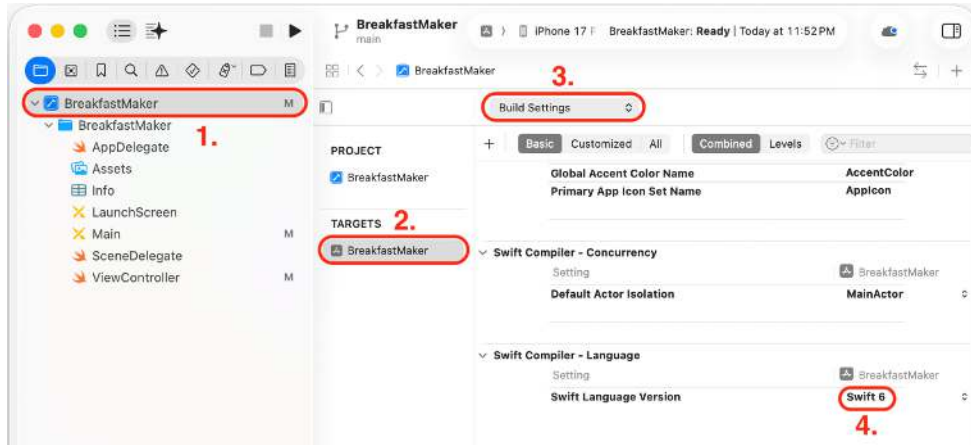 BreakfastMaker
main
iPhone 17
BreakfastMaker: Ready | Today at 11:52 PM
BreakfastMaker
3.
BreakfastMaker M
BreakfastMaker
1.
AppDelegate
Assets
Info
LaunchScreen
Main M
SceneDelegate
ViewController M
Build Settings
PROJECT
BreakfastMaker
TARGETS
2.
BreakfastMaker
+ Basic Customized All Combined Levels Filter
Global Accent Color Name AccentColor
Primary App Icon Set Name AppIcon
Swift Compiler - Concurrency
Setting BreakfastMaker
Default Actor Isolation MainActor
Swift Compiler - Language
Setting BreakfastMaker
Swift Language Version Swift 6
4.